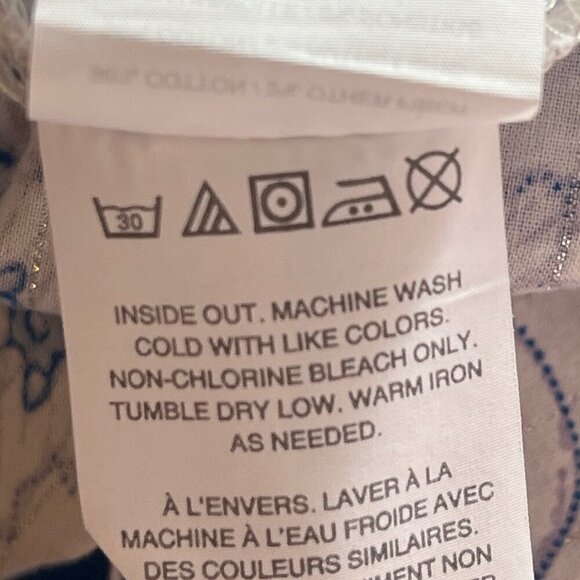 30
INSIDE OUT. MACHINE WASH
COLD WITH LIKE COLORS.
NON-CHLORINE BLEACH ONLY.
TUMBLE DRY LOW. WARM IRON
AS NEEDED.
À L'ENVERS. LAVER À LA
MACHINE À L'EAU FROIDE AVEC
DES COULEURS SIMILAIRES.
NON